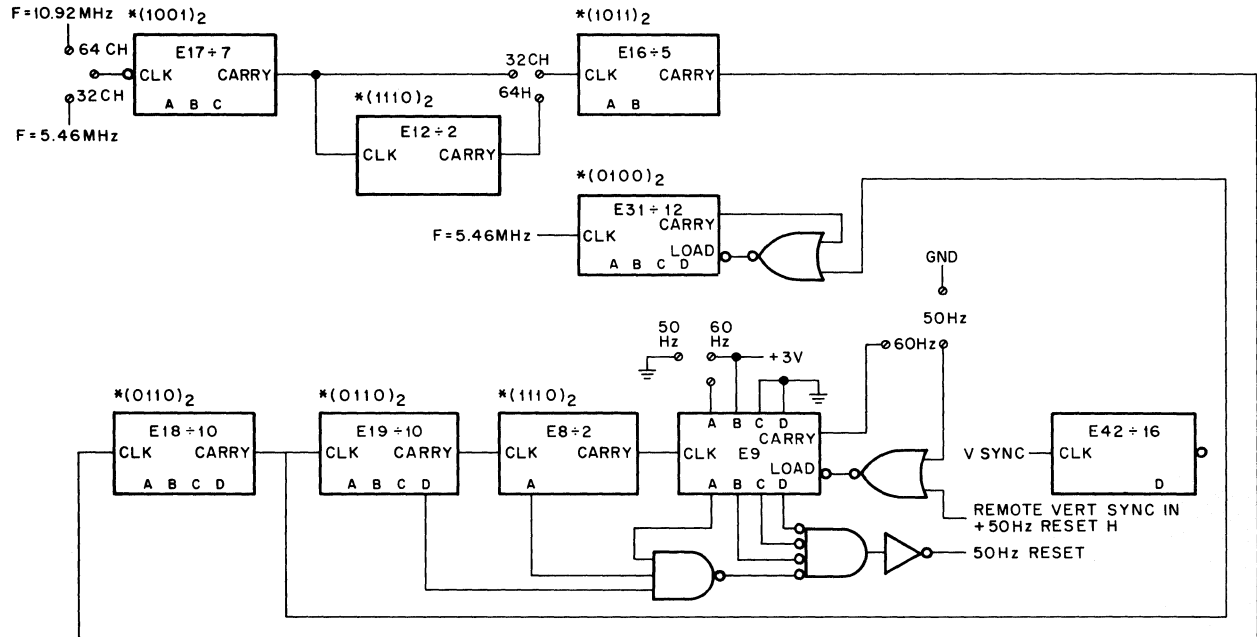 F=10.92MHz
*(1001)2
*(1011)2
64 CH
E17÷7
CLK CARRY
A B C
32CH
F=5.46MHz
32CH
64H
E16÷5
CLK CARRY
A B
*(1110)2
E12÷2
CLK CARRY
*(0100)2
E31÷12
CARRY
F=5.46MHz
CLK
LOAD
A B C D
GND
50Hz
60Hz
50
Hz
60
Hz
+3V
*(0110)2
E18÷10
CLK CARRY
A B C D
*(0110)2
E19÷10
CLK CARRY
A B C D
*(1110)2
E8÷2
CLK CARRY
A
A B C D
CARRY
CLK E9
LOAD
A B C D
E42÷16
V SYNC
CLK
D
REMOTE VERT SYNC IN
+50Hz RESET H
50Hz RESET